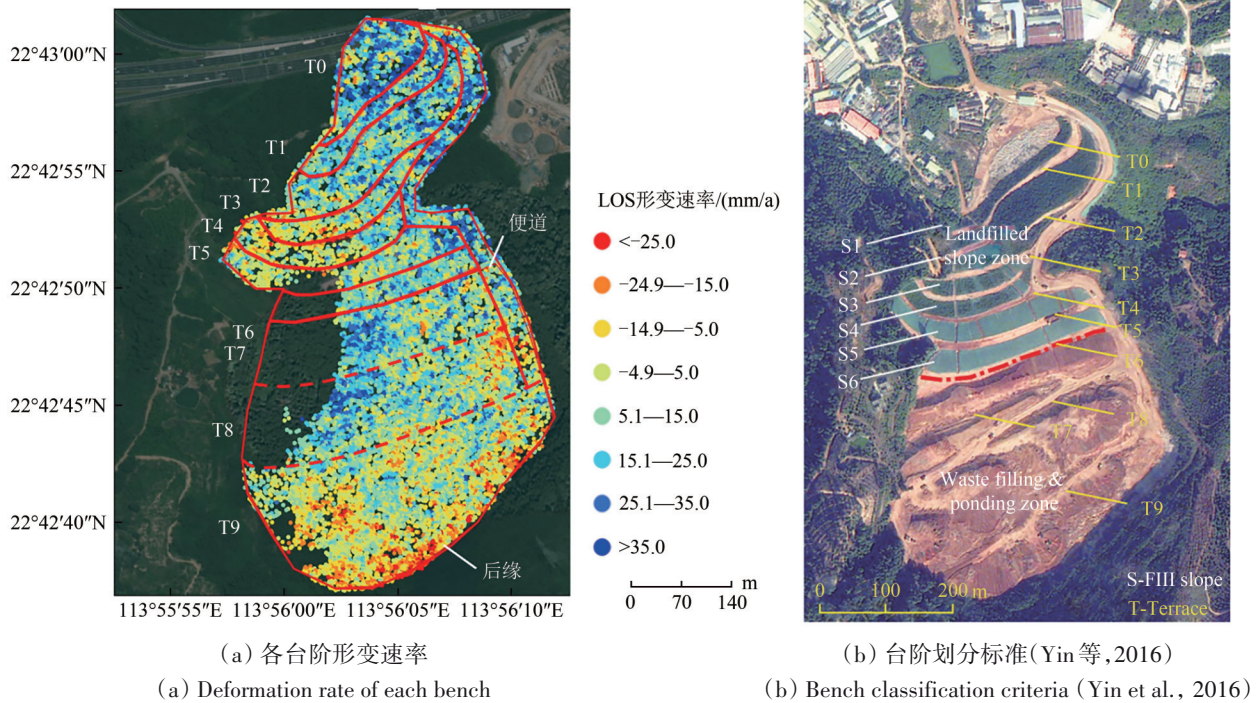 22°43′00″N
22°42′55″N
22°42′50″N
22°42′45″N
22°42′40″N
T0
T1
T2
T3
T4
T5
T6
T7
T8
T9
便道
后缘
113°55′55″E 113°56′00″E 113°56′05″E 113°56′10″E
LOS形变速率/(mm/a)
<-25.0
-24.9—-15.0
-14.9—-5.0
-4.9—5.0
5.1—15.0
15.1—25.0
25.1—35.0
>35.0
m
0 70 140
T0
T1
T2
S1
Landfilled
slope zone
S2
T3
S3
T4
S4
T5
S5
S6
T7
Waste filling &
ponding zone
T9
0 100 200 m
S-FIII slope
T-Terrace
(a) 各台阶形变速率
(a) Deformation rate of each bench
(b) 台阶划分标准(Yin等,2016)
(b) Bench classification criteria (Yin et al., 2016)